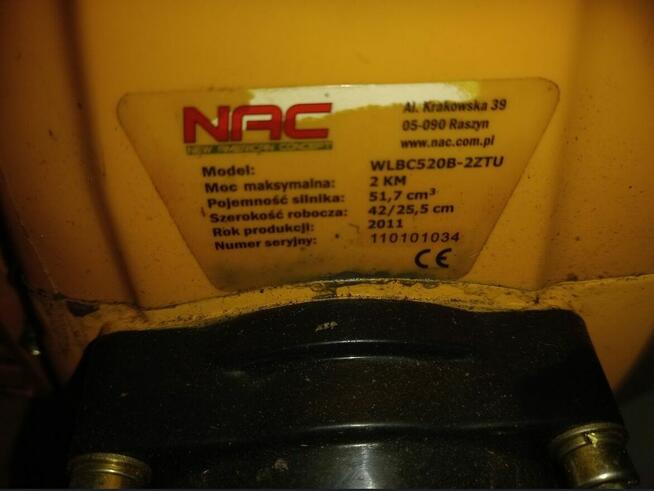 NAC
NEW AMERICAN CONCEPT
Al. Krakowska 39
05-090 Raszyn
www.nac.com.pl
Model: WLBC520B-2ZTU
Moc maksymalna: 2 KM
Pojemność silnika: 51,7 cm³
Szerokość robocza: 42/25,5 cm
Rok produkcji: 2011
Numer seryjny: 110101034
CE